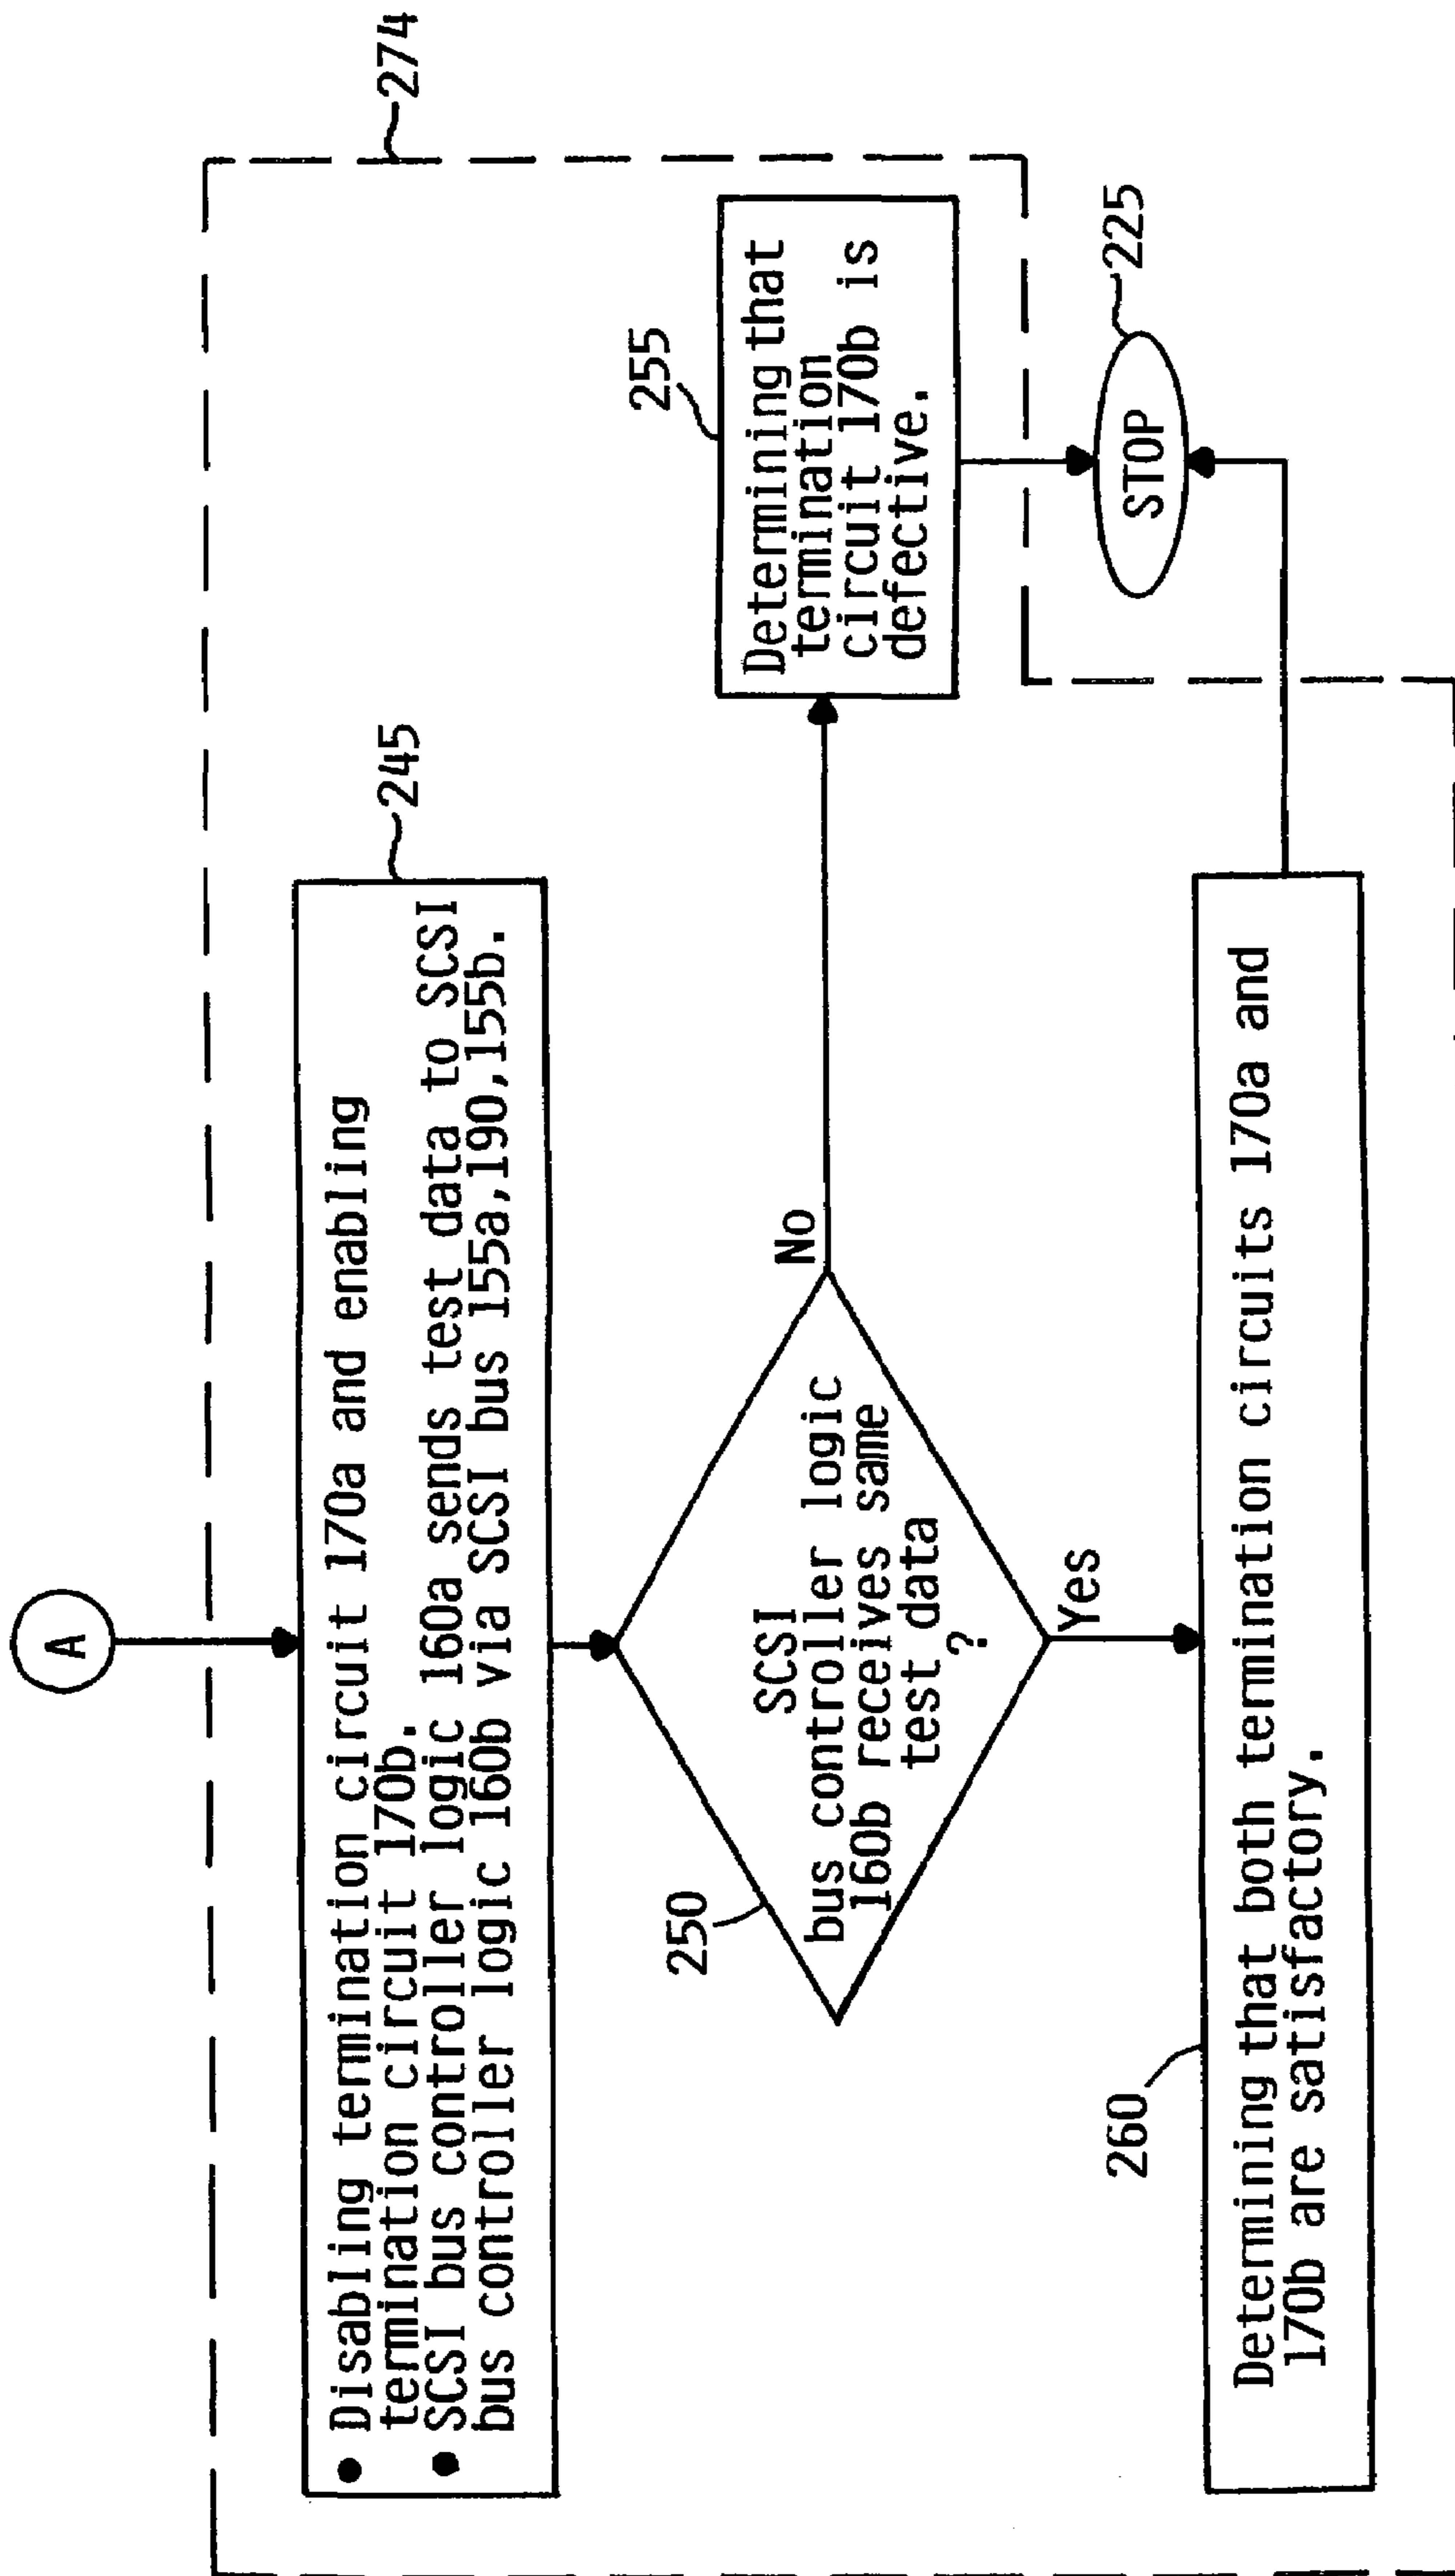 A
274
245
● Disabling termination circuit 170a and enabling
termination circuit 170b.
● SCSI bus controller logic 160a sends test data to SCSI
bus controller logic 160b via SCSI bus 155a,190,155b.
250
SCSI
bus controller logic
160b receives same
test data
?
No
Yes
255
Determining that
termination
circuit 170b is
defective.
225
STOP
260
Determining that both termination circuits 170a and
170b are satisfactory.